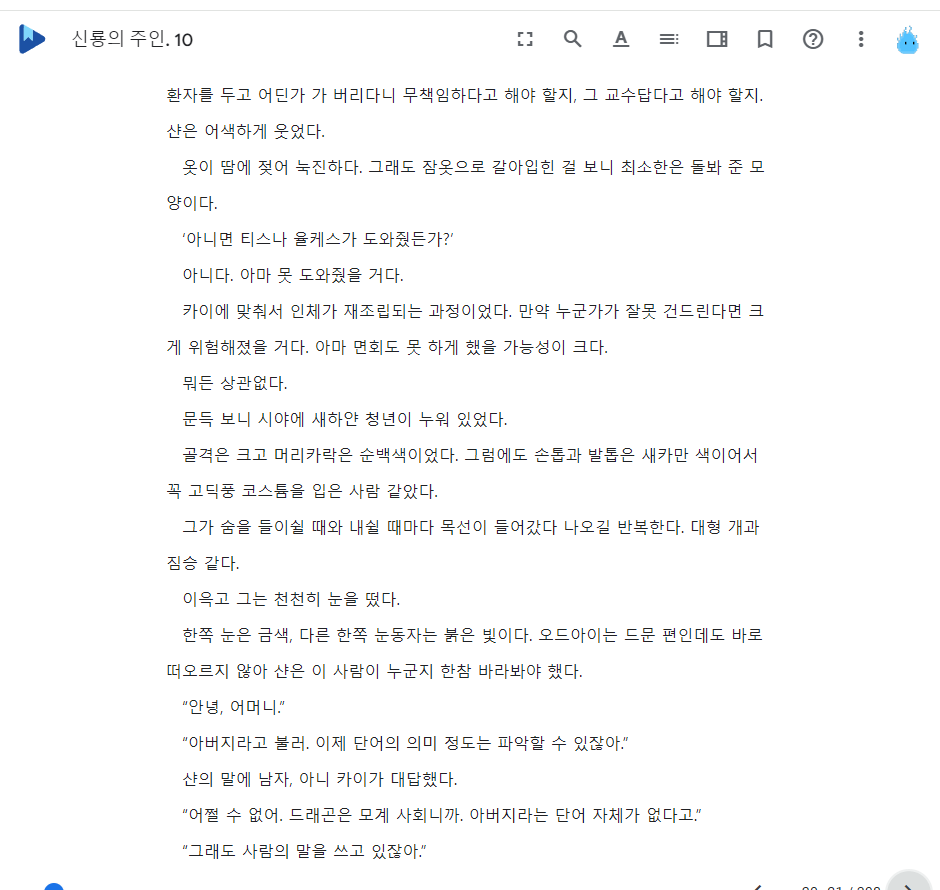 신룡의 주인. 10
환자를 두고 어딘가 가 버리다니 무책임하다고 해야 할지, 그 교수답다고 해야 할지.
샨은 어색하게 웃었다.
옷이 땀에 젖어 눅진하다. 그래도 잠옷으로 갈아입힌 걸 보니 최소한은 돌봐 준 모
양이다.
‘아니면 티스나 율케스가 도와줬든가?’
아니다. 아마 못 도와줬을 거다.
카이에 맞춰서 인체가 재조립되는 과정이었다. 만약 누군가가 잘못 건드린다면 크
게 위험해졌을 거다. 아마 면회도 못 하게 했을 가능성이 크다.
뭐든 상관없다.
문득 보니 시야에 새하얀 청년이 누워 있었다.
골격은 크고 머리카락은 순백색이었다. 그럼에도 손톱과 발톱은 새카만 색이어서
꼭 고딕풍 코스튬을 입은 사람 같았다.
그가 숨을 들이쉴 때와 내쉴 때마다 목선이 들어갔다 나오길 반복한다. 대형 개과
짐승 같다.
이윽고 그는 천천히 눈을 떴다.
한쪽 눈은 금색, 다른 한쪽 눈동자는 붉은 빛이다. 오드아이는 드문 편인데도 바로
떠오르지 않아 샨은 이 사람이 누군지 한참 바라봐야 했다.
“안녕, 어머니.”
“아버지라고 불러. 이제 단어의 의미 정도는 파악할 수 있잖아.”
샨의 말에 남자, 아니 카이가 대답했다.
“어쩔 수 없어. 드래곤은 모계 사회니까. 아버지라는 단어 자체가 없다고.”
“그래도 사람의 말을 쓰고 있잖아.”